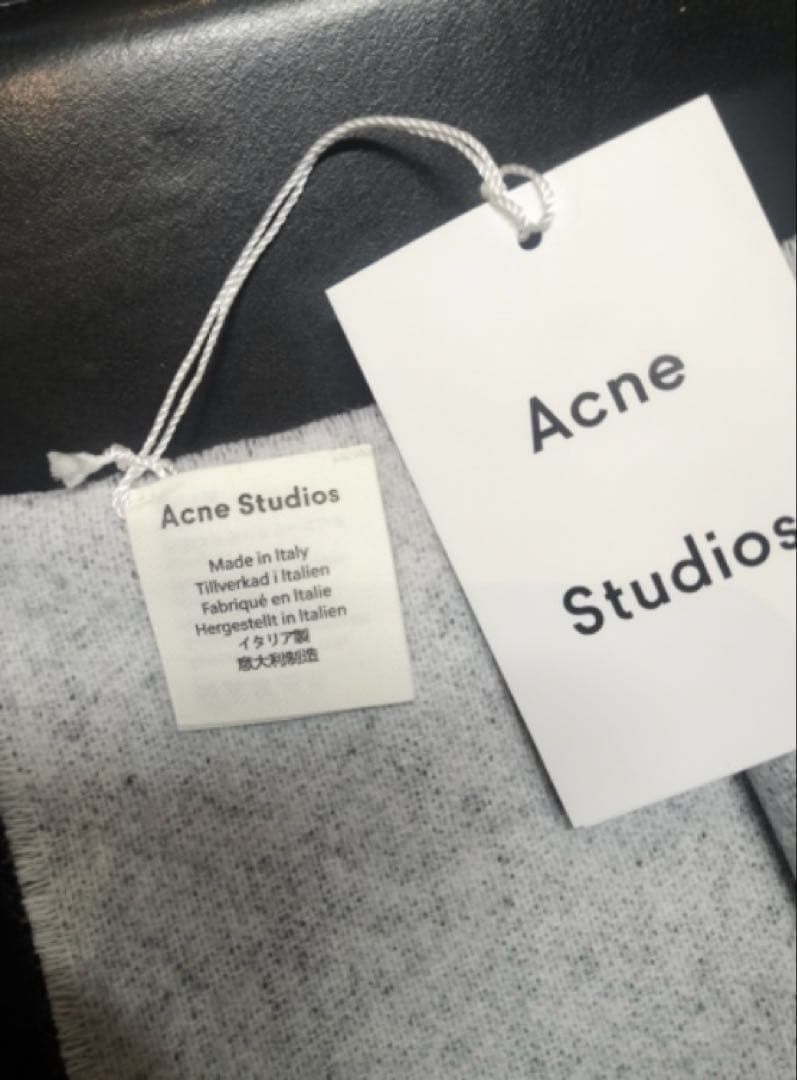 Acne Studios
Made in Italy
Tillverkad i Italien
Fabriqué en Italie
Hergestellt in Italien
イタリア製
意大利制造
Acne
Studios